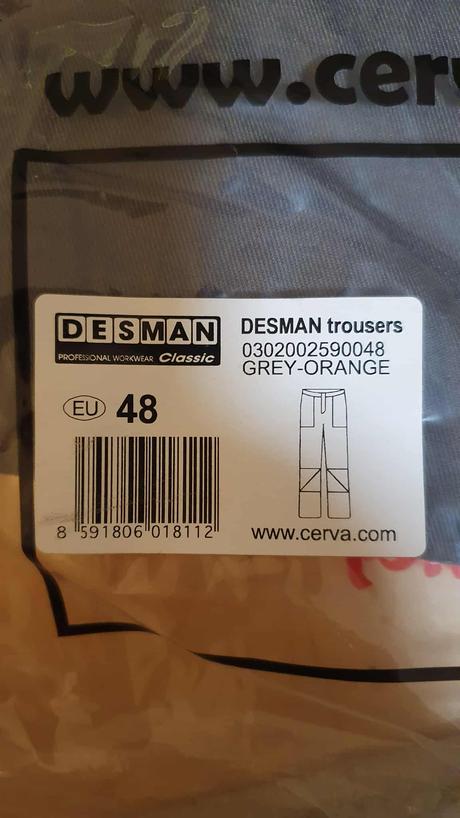 www.cerv
DESMAN
PROFESSIONAL WORKWEAR Classic
DESMAN trousers
0302002590048
GREY-ORANGE
EU 48
8 591806 018112
www.cerva.com